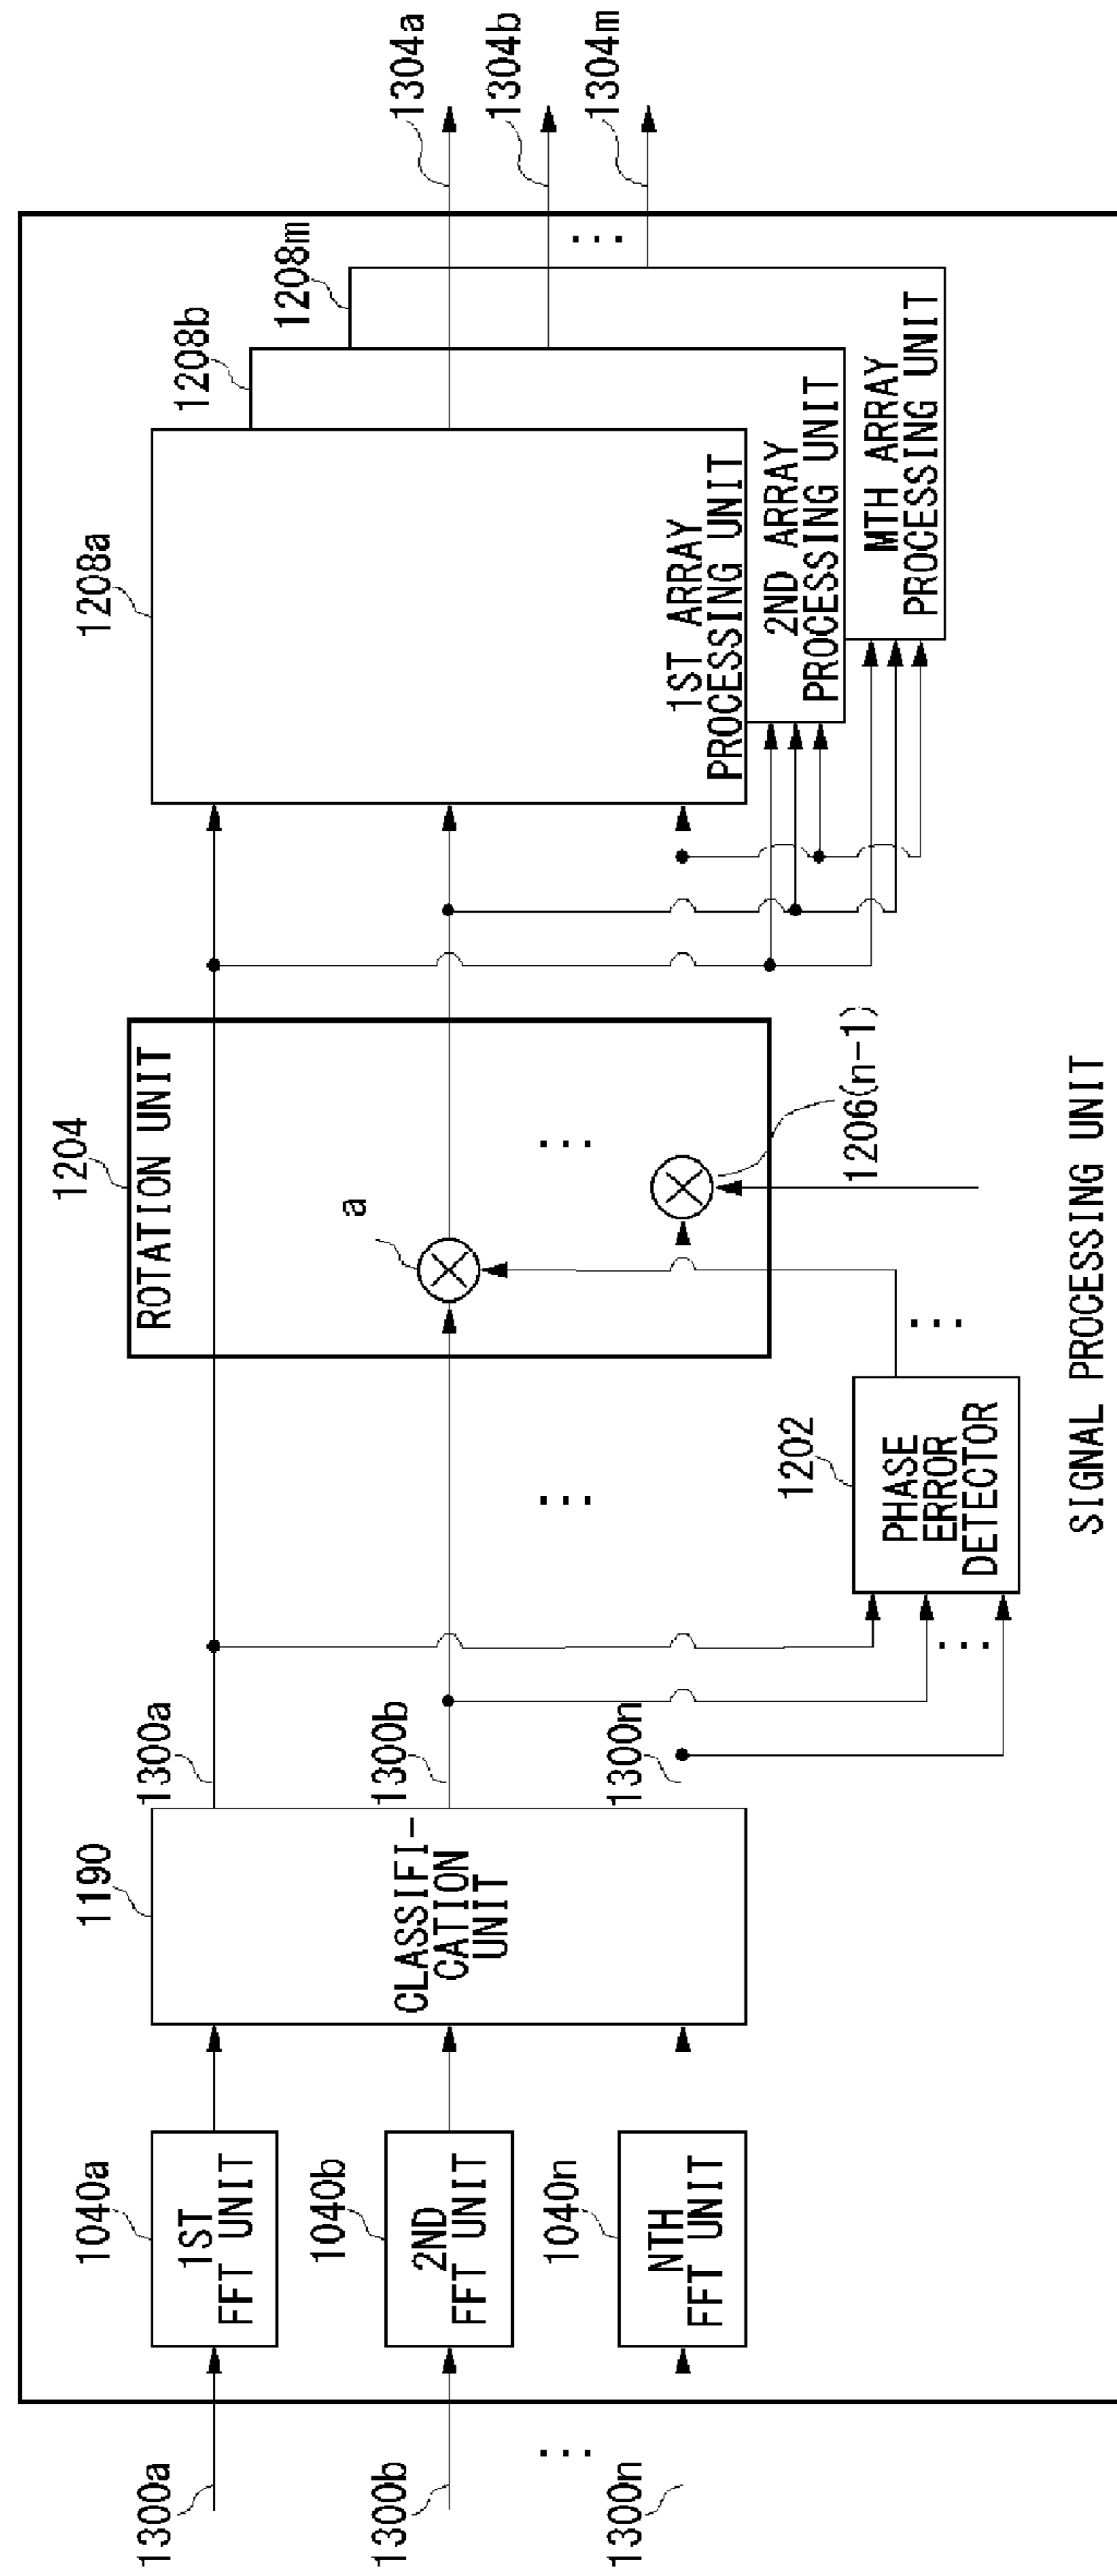 1300a
1300b
...
1300n
1040a
1ST
FFT UNIT
1040b
2ND
FFT UNIT
1040n
NTH
FFT UNIT
1190
CLASSIFI-
CATION
UNIT
1300a
1300b
1300n
...
...
1202
PHASE
ERROR
DETECTOR
...
1204
ROTATION UNIT
a
...
1206(n-1)
1208a
1ST ARRAY
PROCESSING UNIT
1208b
2ND ARRAY
PROCESSING UNIT
1208m
MTH ARRAY
PROCESSING UNIT
...
1304a
1304b
1304m
SIGNAL PROCESSING UNIT